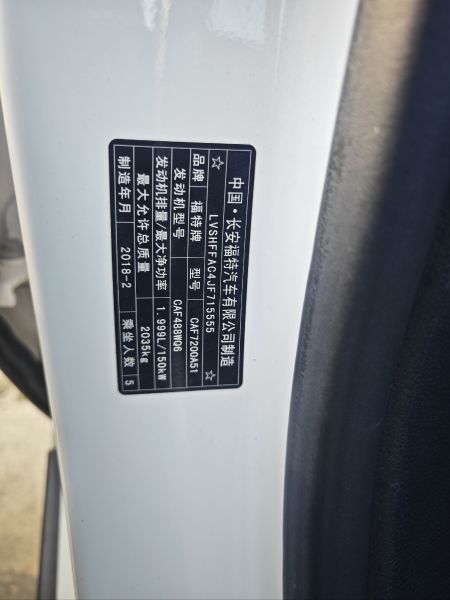 中国·长安福特汽车有限公司制造
☆ LVSHFFAC4JF715555 ☆
品牌 福特牌 型号 CAF7200A51
发动机型号 CAF488WQ6
发动机排量/最大净功率 1.999L/150kW
最大允许总质量 2035kg
制造年月 2018-2 乘坐人数 5